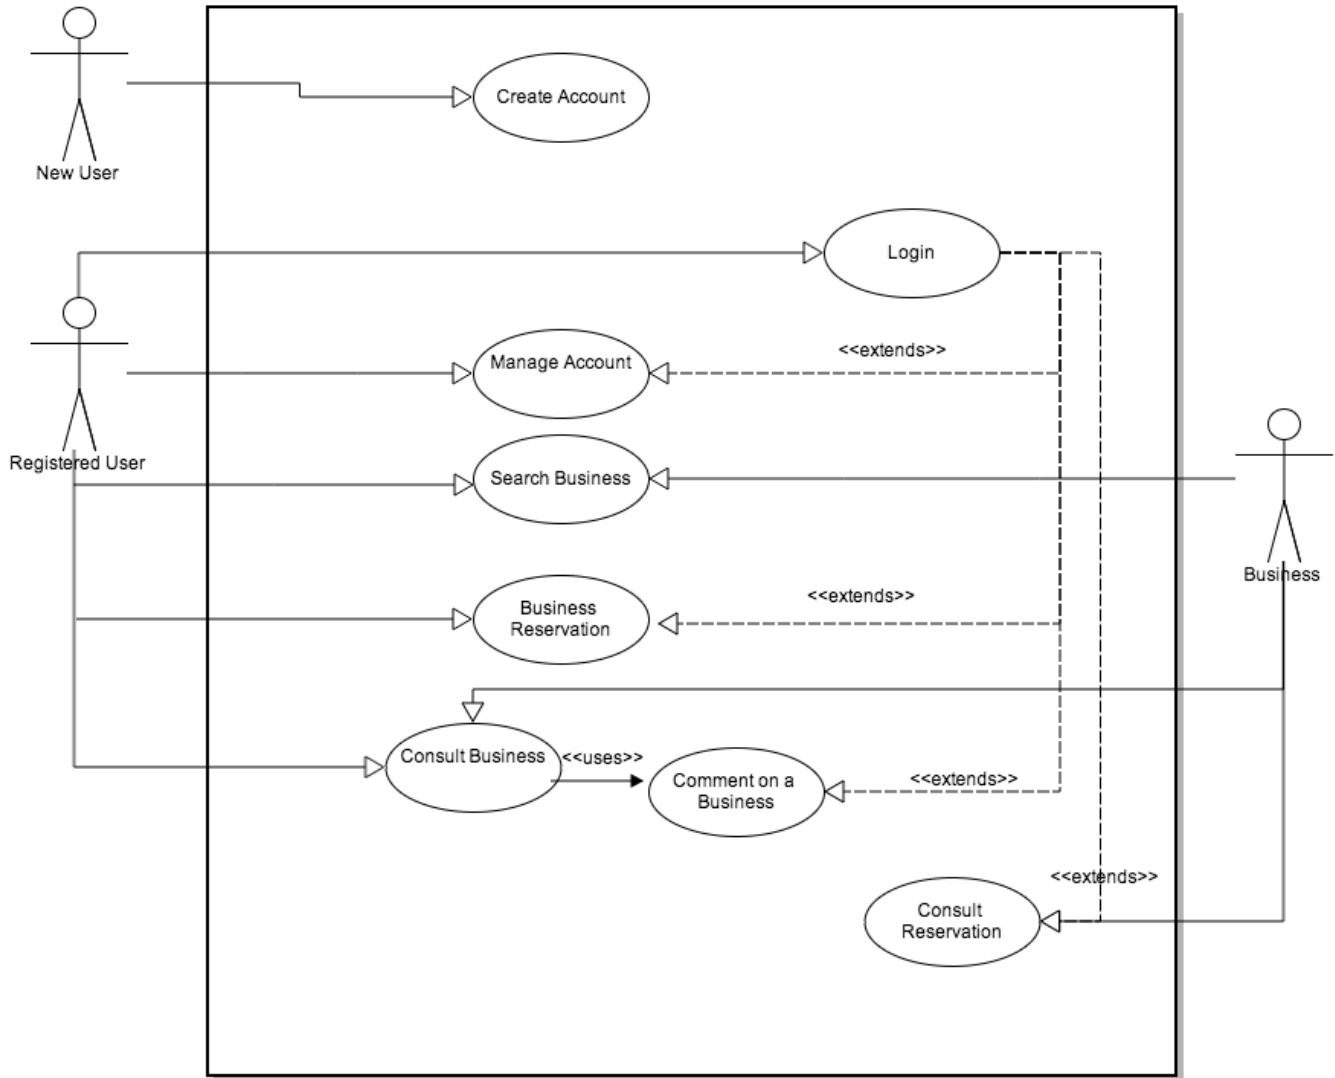 Create Account
New User
Login
<<extends>>
Manage Account
Registered User
Search Business
Business
<<extends>>
Business
Reservation
Consult Business
<<uses>>
Comment on a
Business
<<extends>>
<<extends>>
Consult
Reservation